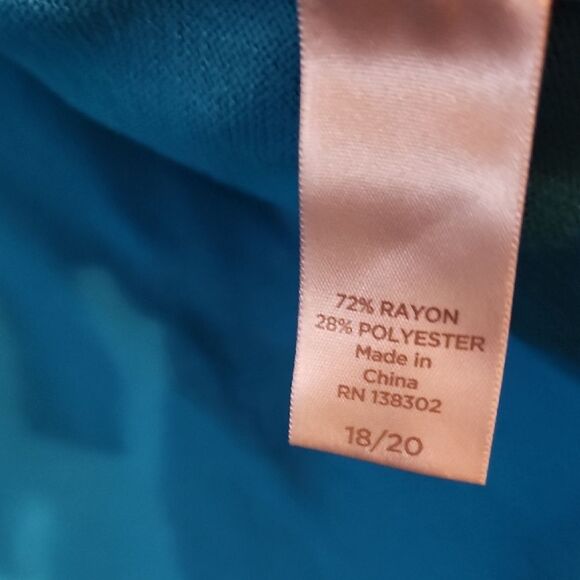 72% RAYON
28% POLYESTER
Made in
China
RN 138302
18/20